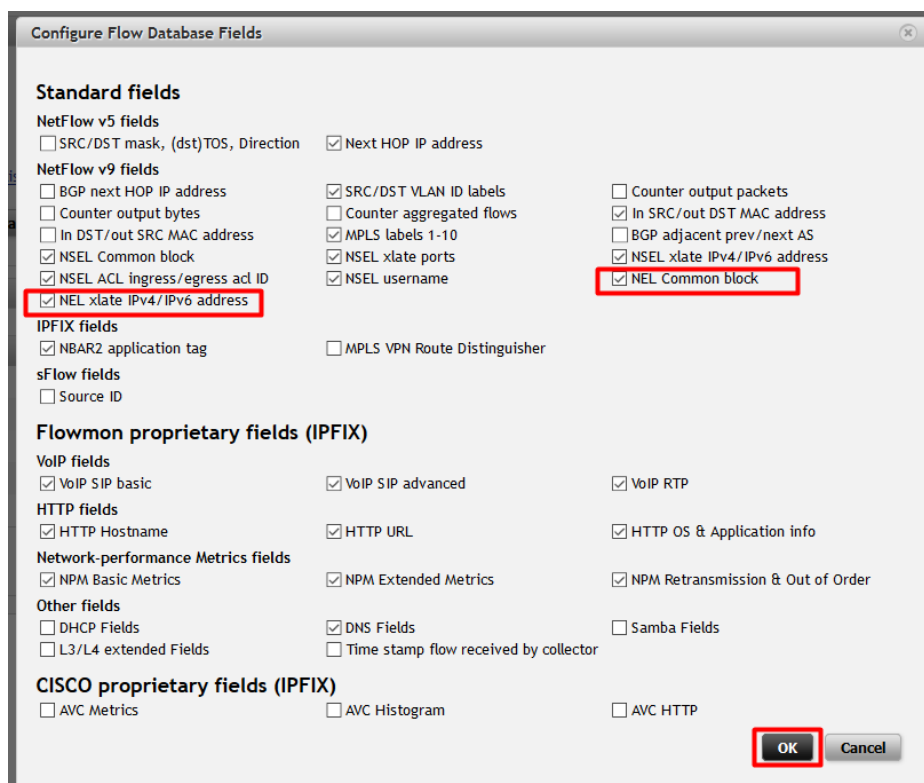 Configure Flow Database Fields
Standard fields
NetFlow v5 fields
SRC/DST mask, (dst)TOS, Direction Next HOP IP address
NetFlow v9 fields
BGP next HOP IP address SRC/DST VLAN ID labels Counter output packets
Counter output bytes Counter aggregated flows In SRC/out DST MAC address
In DST/out SRC MAC address MPLS labels 1-10 BGP adjacent prev/next AS
NSEL Common block NSEL xlate ports NSEL xlate IPv4/IPv6 address
NSEL ACL ingress/egress acl ID NSEL username NEL Common block
NEL xlate IPv4/IPv6 address
IPFIX fields
NBAR2 application tag MPLS VPN Route Distinguisher
sFlow fields
Source ID
Flowmon proprietary fields (IPFIX)
VoIP fields
VoIP SIP basic VoIP SIP advanced VoIP RTP
HTTP fields
HTTP Hostname HTTP URL HTTP OS & Application info
Network-performance Metrics fields
NPM Basic Metrics NPM Extended Metrics NPM Retransmission & Out of Order
Other fields
DHCP Fields DNS Fields Samba Fields
L3/L4 extended Fields Time stamp flow received by collector
CISCO proprietary fields (IPFIX)
AVC Metrics AVC Histogram AVC HTTP
OK Cancel